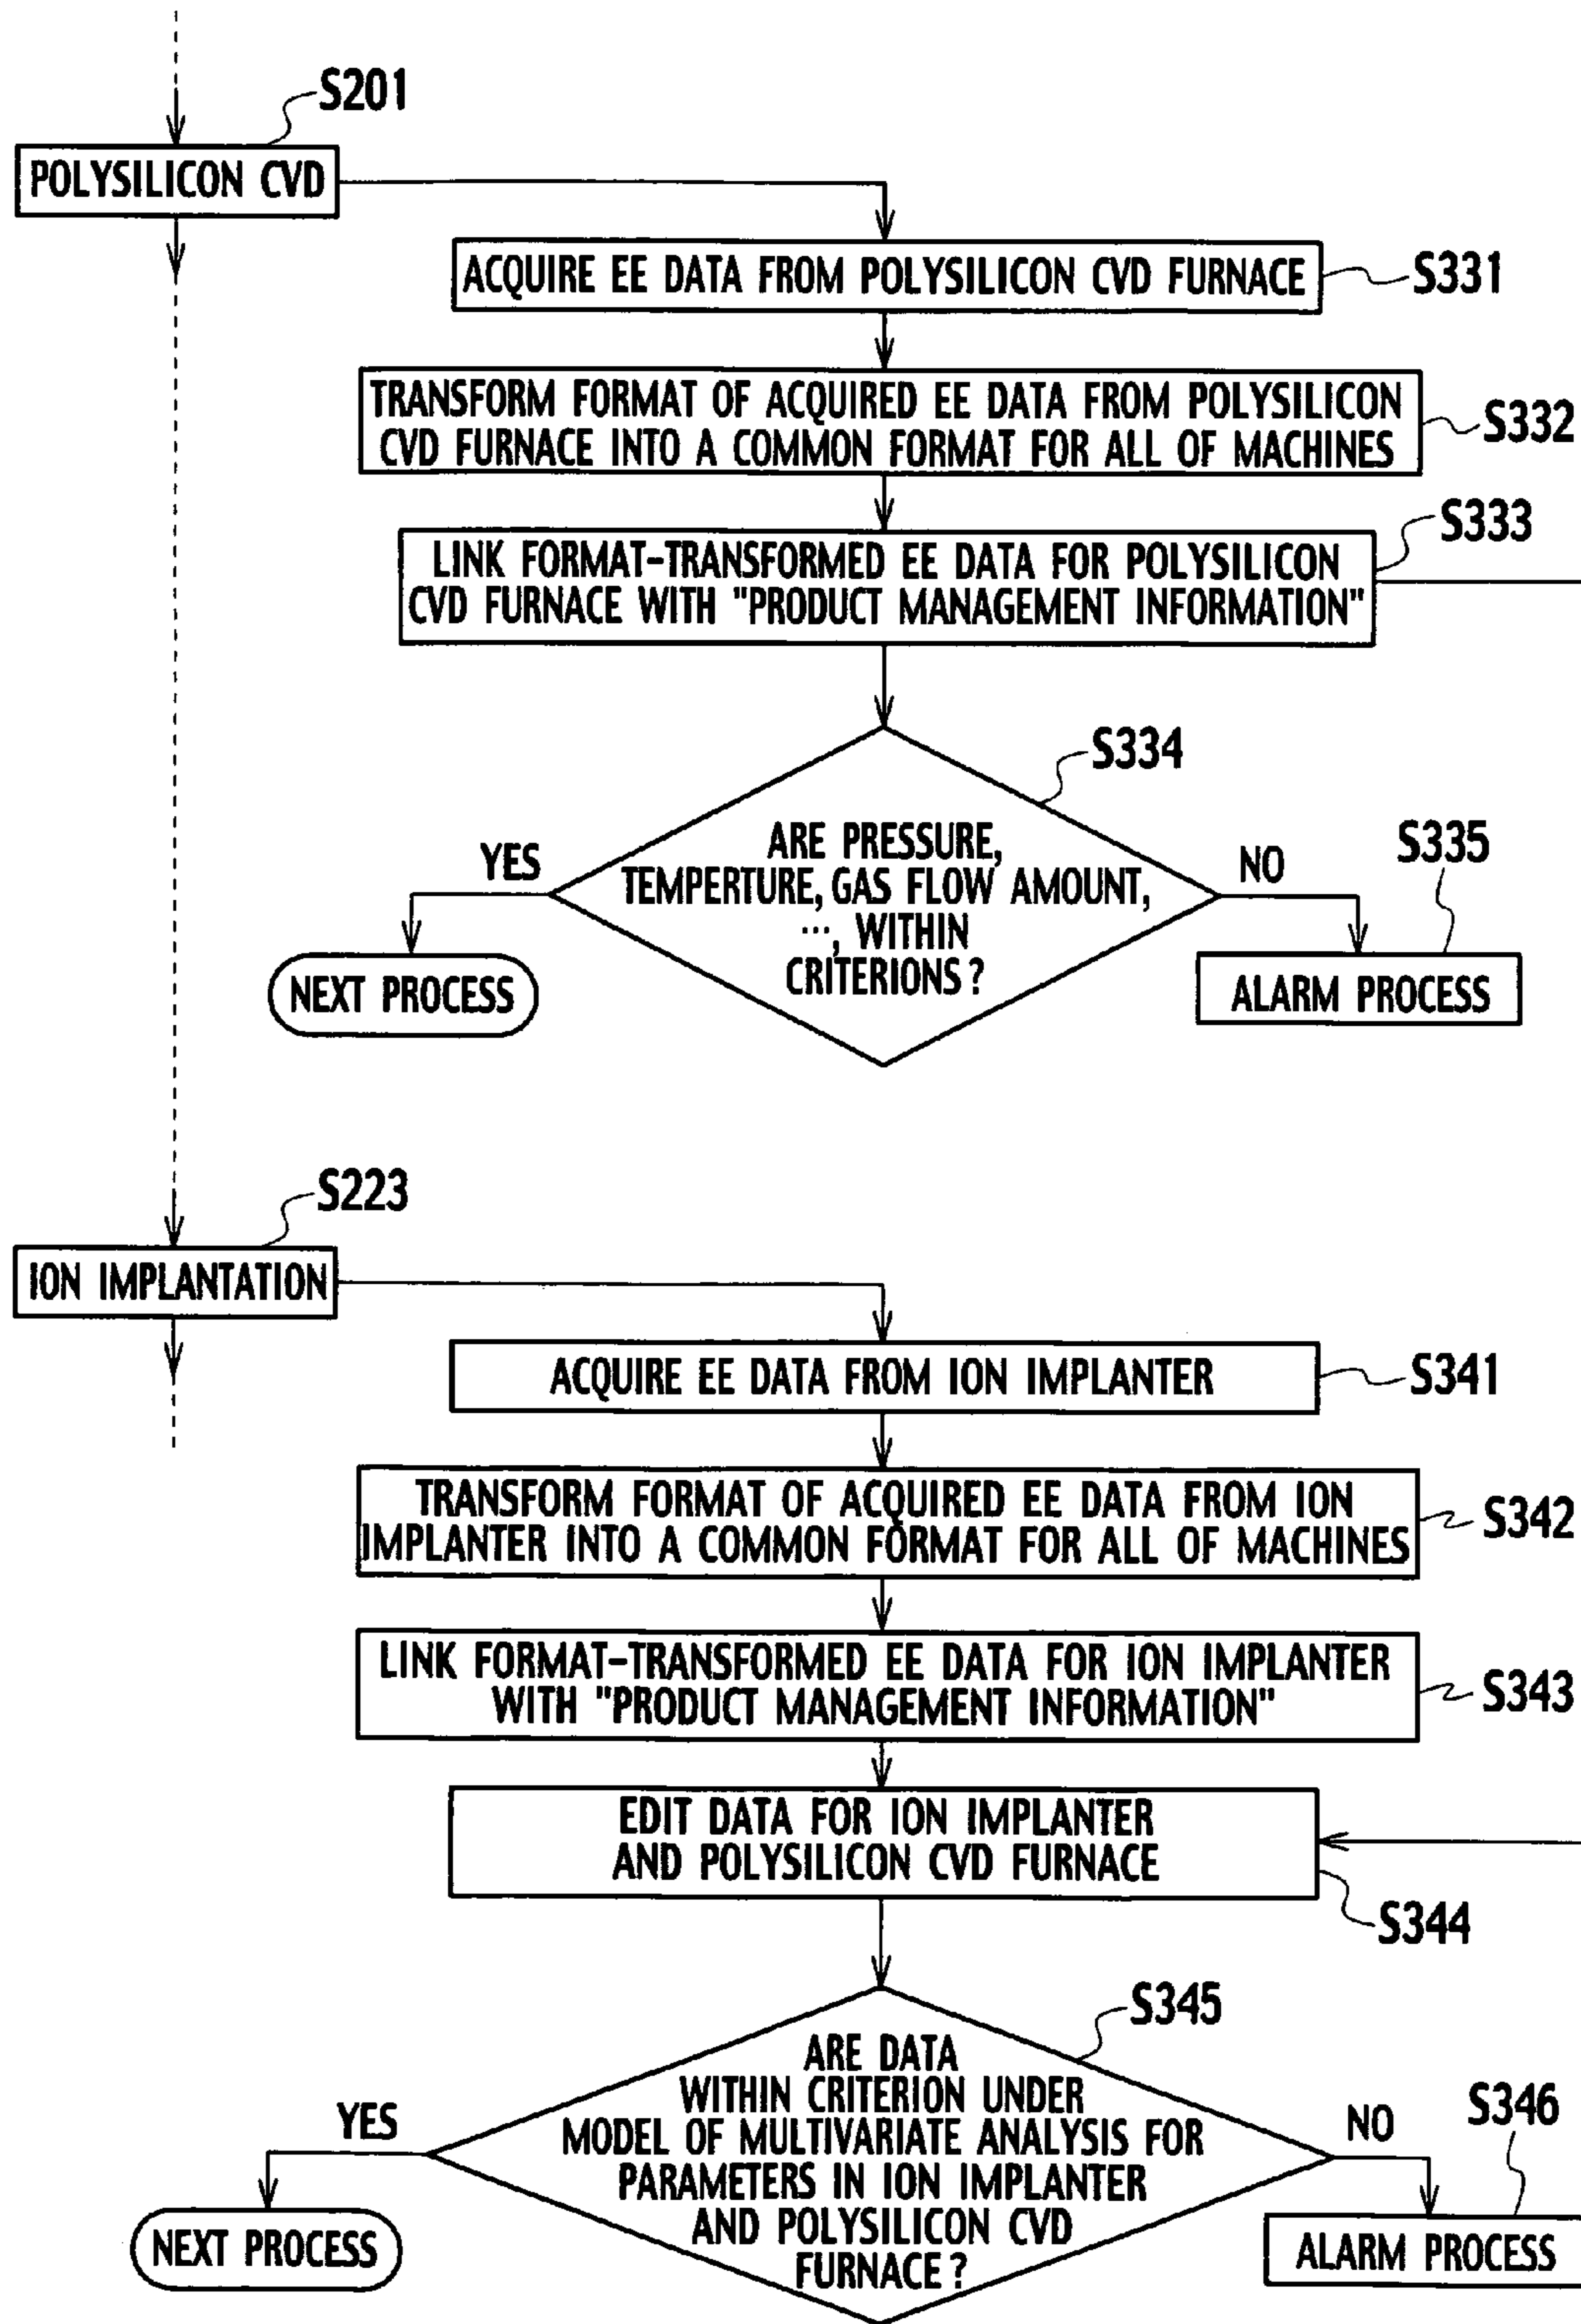 S201
POLYSILICON CVD
ACQUIRE EE DATA FROM POLYSILICON CVD FURNACE
S331
TRANSFORM FORMAT OF ACQUIRED EE DATA FROM POLYSILICON
CVD FURNACE INTO A COMMON FORMAT FOR ALL OF MACHINES
S332
S333
LINK FORMAT-TRANSFORMED EE DATA FOR POLYSILICON
CVD FURNACE WITH "PRODUCT MANAGEMENT INFORMATION"
S334
ARE PRESSURE,
TEMPERTURE, GAS FLOW AMOUNT,
..., WITHIN
CRITERIONS ?
YES
NO
S335
NEXT PROCESS
ALARM PROCESS
S223
ION IMPLANTATION
ACQUIRE EE DATA FROM ION IMPLANTER
S341
TRANSFORM FORMAT OF ACQUIRED EE DATA FROM ION
IMPLANTER INTO A COMMON FORMAT FOR ALL OF MACHINES
S342
LINK FORMAT-TRANSFORMED EE DATA FOR ION IMPLANTER
WITH "PRODUCT MANAGEMENT INFORMATION"
S343
EDIT DATA FOR ION IMPLANTER
AND POLYSILICON CVD FURNACE
S344
S345
ARE DATA
WITHIN CRITERION UNDER
MODEL OF MULTIVARIATE ANALYSIS FOR
PARAMETERS IN ION IMPLANTER
AND POLYSILICON CVD
FURNACE ?
YES
NO
S346
NEXT PROCESS
ALARM PROCESS